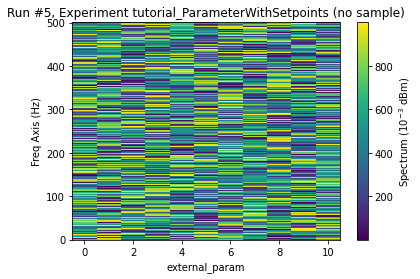 Run #5, Experiment tutorial_ParameterWithSetpoints (no sample)
500
400
300
200
100
0
Freq Axis (Hz)
0 2 4 6 8 10
external_param
800
600
400
200
Spectrum (10⁻³ dBm)